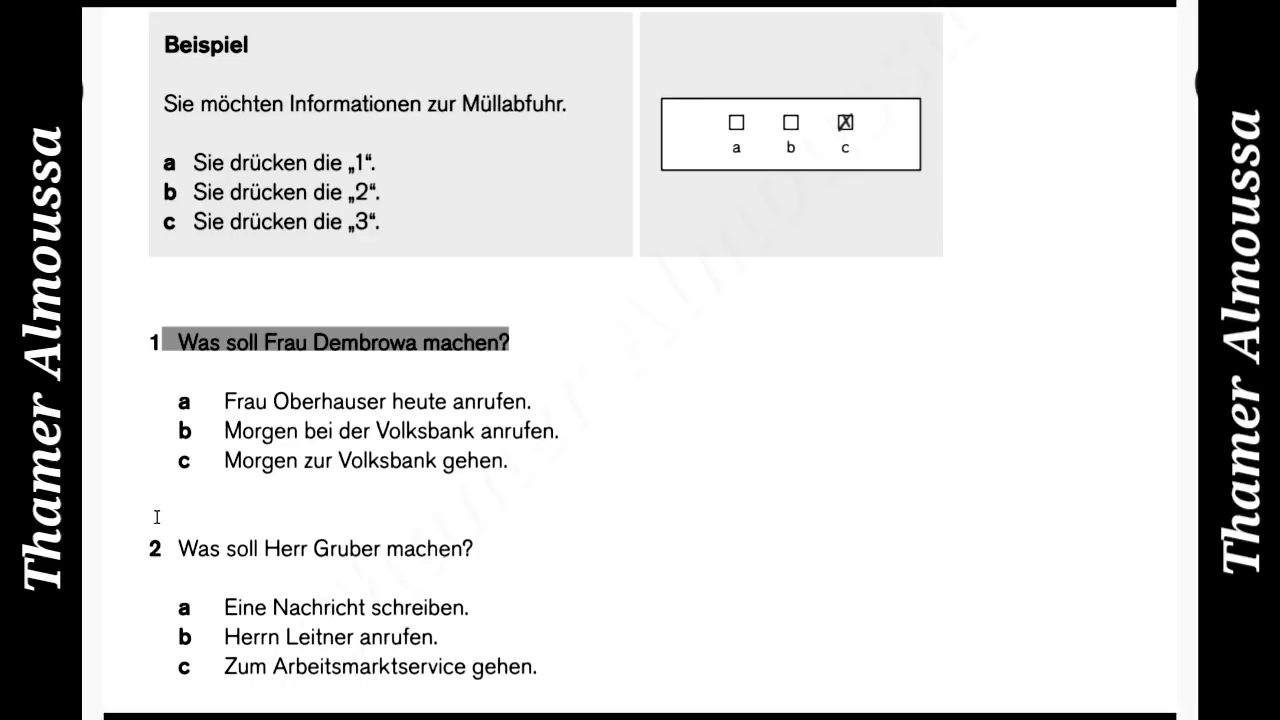 Thamer Almoussa
Beispiel
Sie möchten Informationen zur Müllabfuhr.
a Sie drücken die „1“.
b Sie drücken die „2“.
c Sie drücken die „3“.
a b c
1 Was soll Frau Dembrowa machen?
a Frau Oberhauser heute anrufen.
b Morgen bei der Volksbank anrufen.
c Morgen zur Volksbank gehen.
2 Was soll Herr Gruber machen?
a Eine Nachricht schreiben.
b Herrn Leitner anrufen.
c Zum Arbeitsmarktservice gehen.
Thamer Almoussa